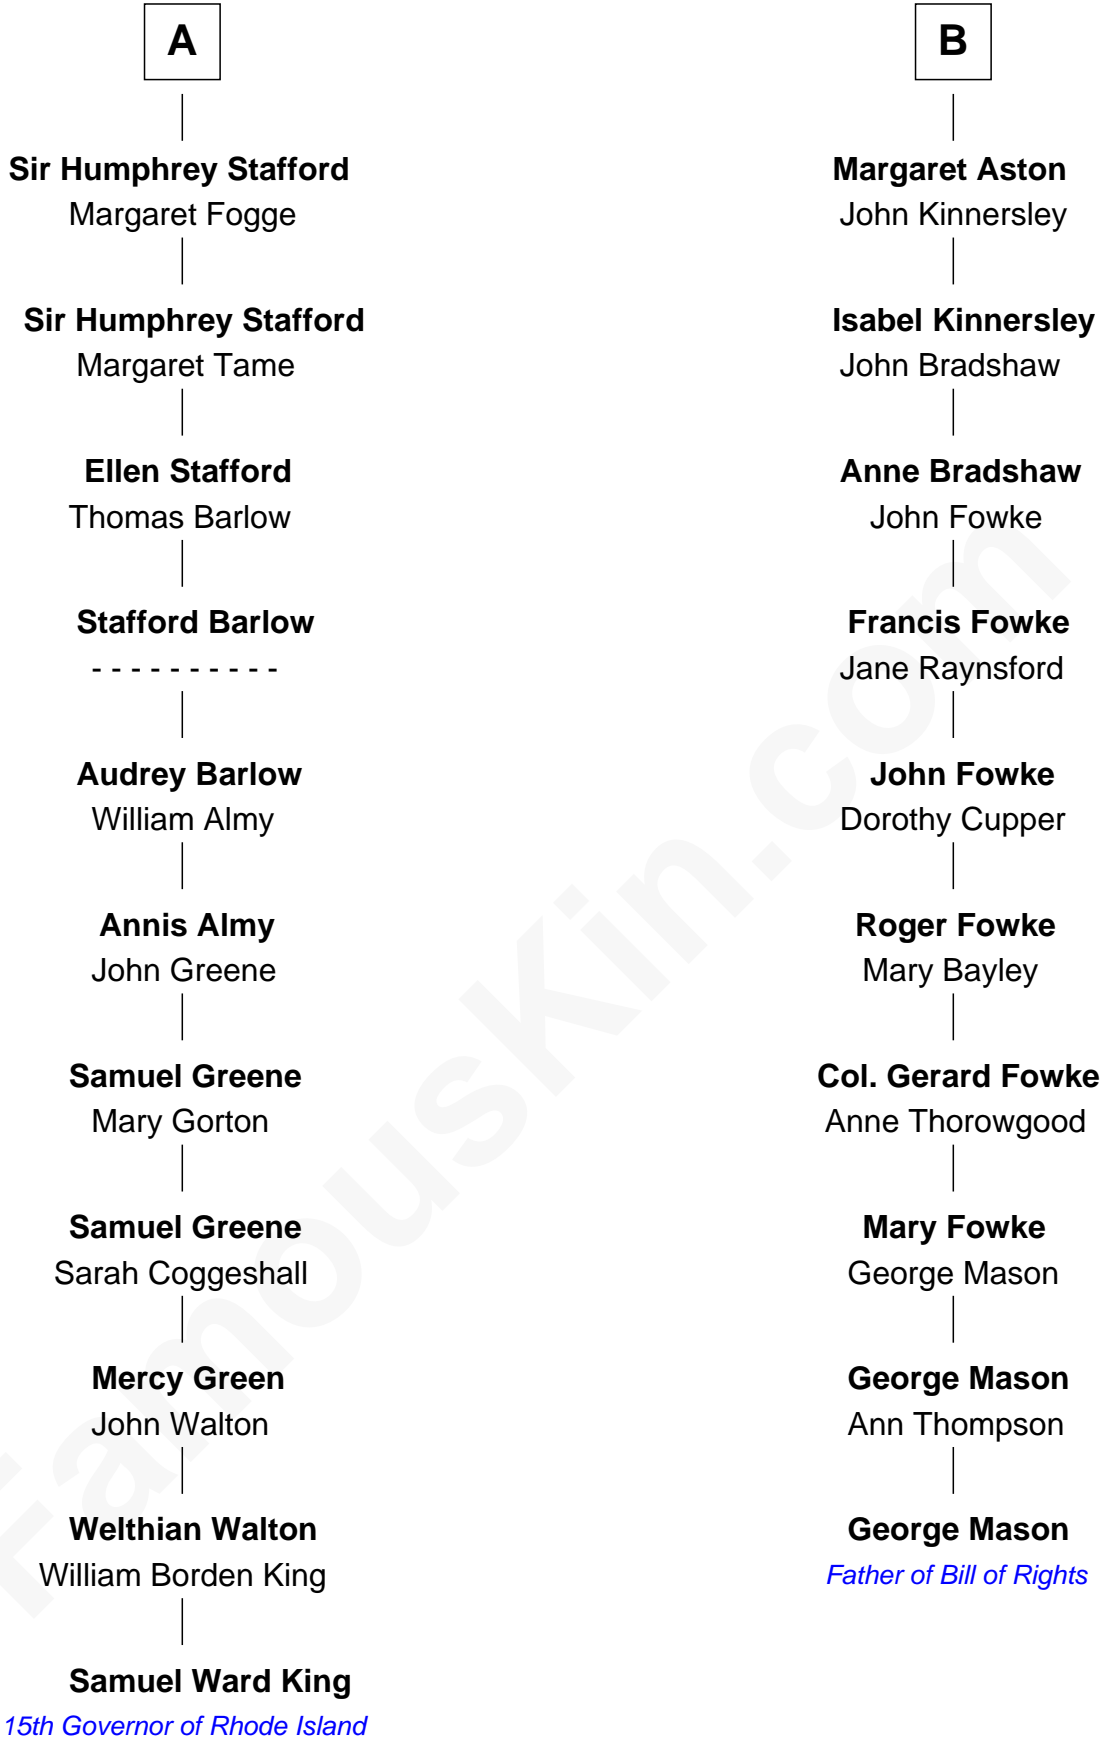 A
Sir Humphrey Stafford
Margaret Fogge
Sir Humphrey Stafford
Margaret Tame
Ellen Stafford
Thomas Barlow
Stafford Barlow
- - - - - - - - - -
Audrey Barlow
William Almy
Annis Almy
John Greene
Samuel Greene
Mary Gorton
Samuel Greene
Sarah Coggeshall
Mercy Green
John Walton
Welthian Walton
William Borden King
Samuel Ward King
15th Governor of Rhode Island
B
Margaret Aston
John Kinnersley
Isabel Kinnersley
John Bradshaw
Anne Bradshaw
John Fowke
Francis Fowke
Jane Raynsford
John Fowke
Dorothy Cupper
Roger Fowke
Mary Bayley
Col. Gerard Fowke
Anne Thorowgood
Mary Fowke
George Mason
George Mason
Ann Thompson
George Mason
Father of Bill of Rights
FamousKin.com